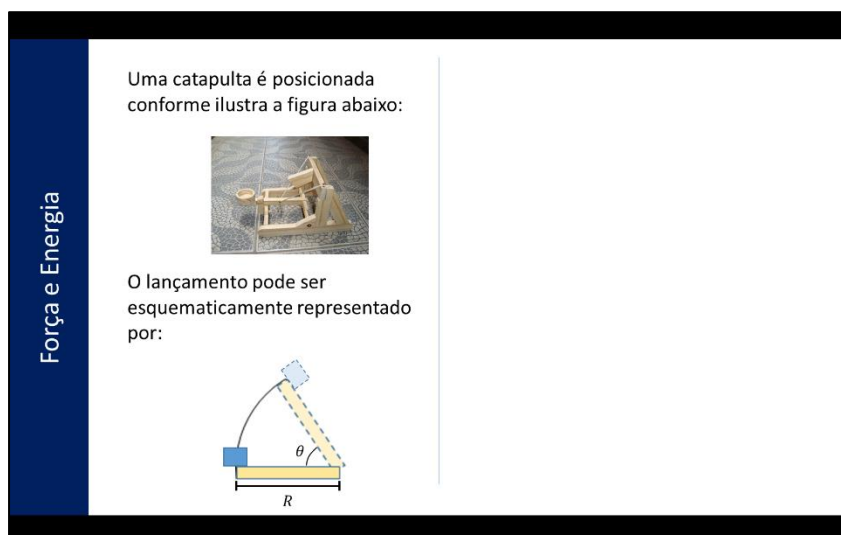 Força e Energia
Uma catapulta é posicionada
conforme ilustra a figura abaixo:
O lançamento pode ser
esquematicamente representado
por:
θ
R